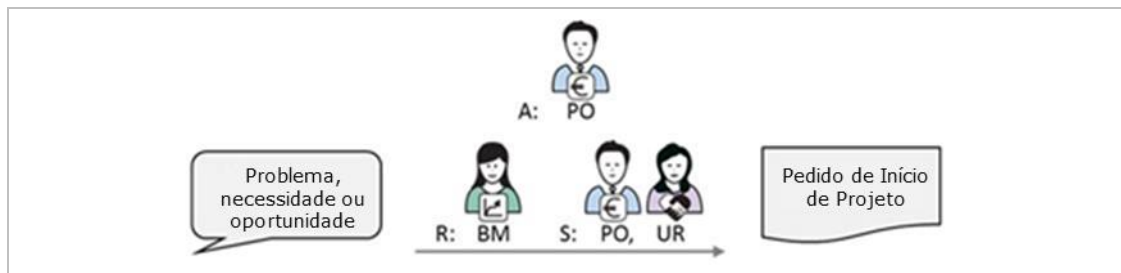 A: PO
Problema,
necessidade ou
oportunidade
R: BM S: PO, UR
Pedido de Início
de Projeto